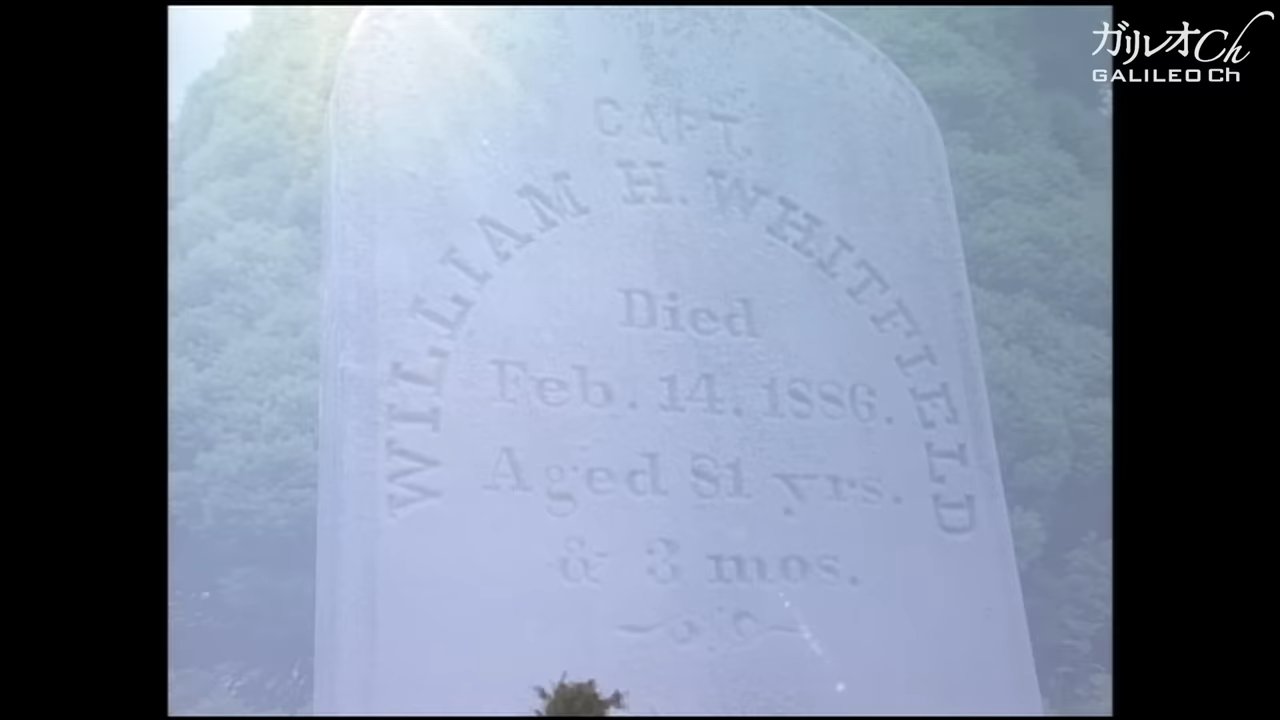 ガリレオCh
GALILEO Ch
CAPT.
WILLIAM H. WHITFIELD
Died
Feb. 14. 1886.
Aged 81 yrs.
& 3 mos.